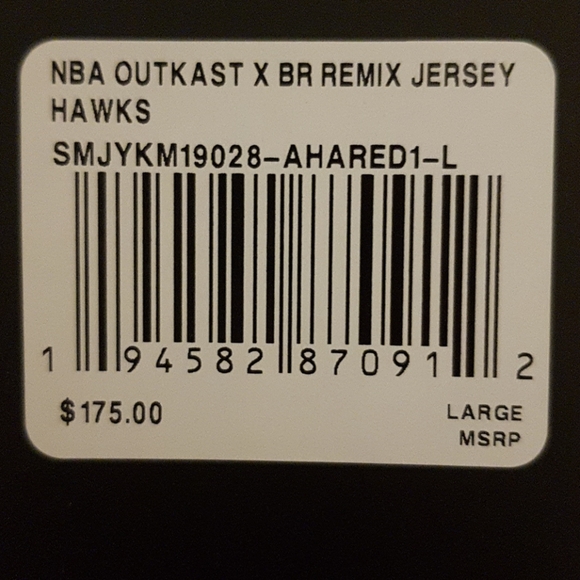 NBA OUTKAST X BR REMIX JERSEY
HAWKS
SMJYKM19028-AHARED1-L
1 94582 87091 2
$175.00
LARGE
MSRP